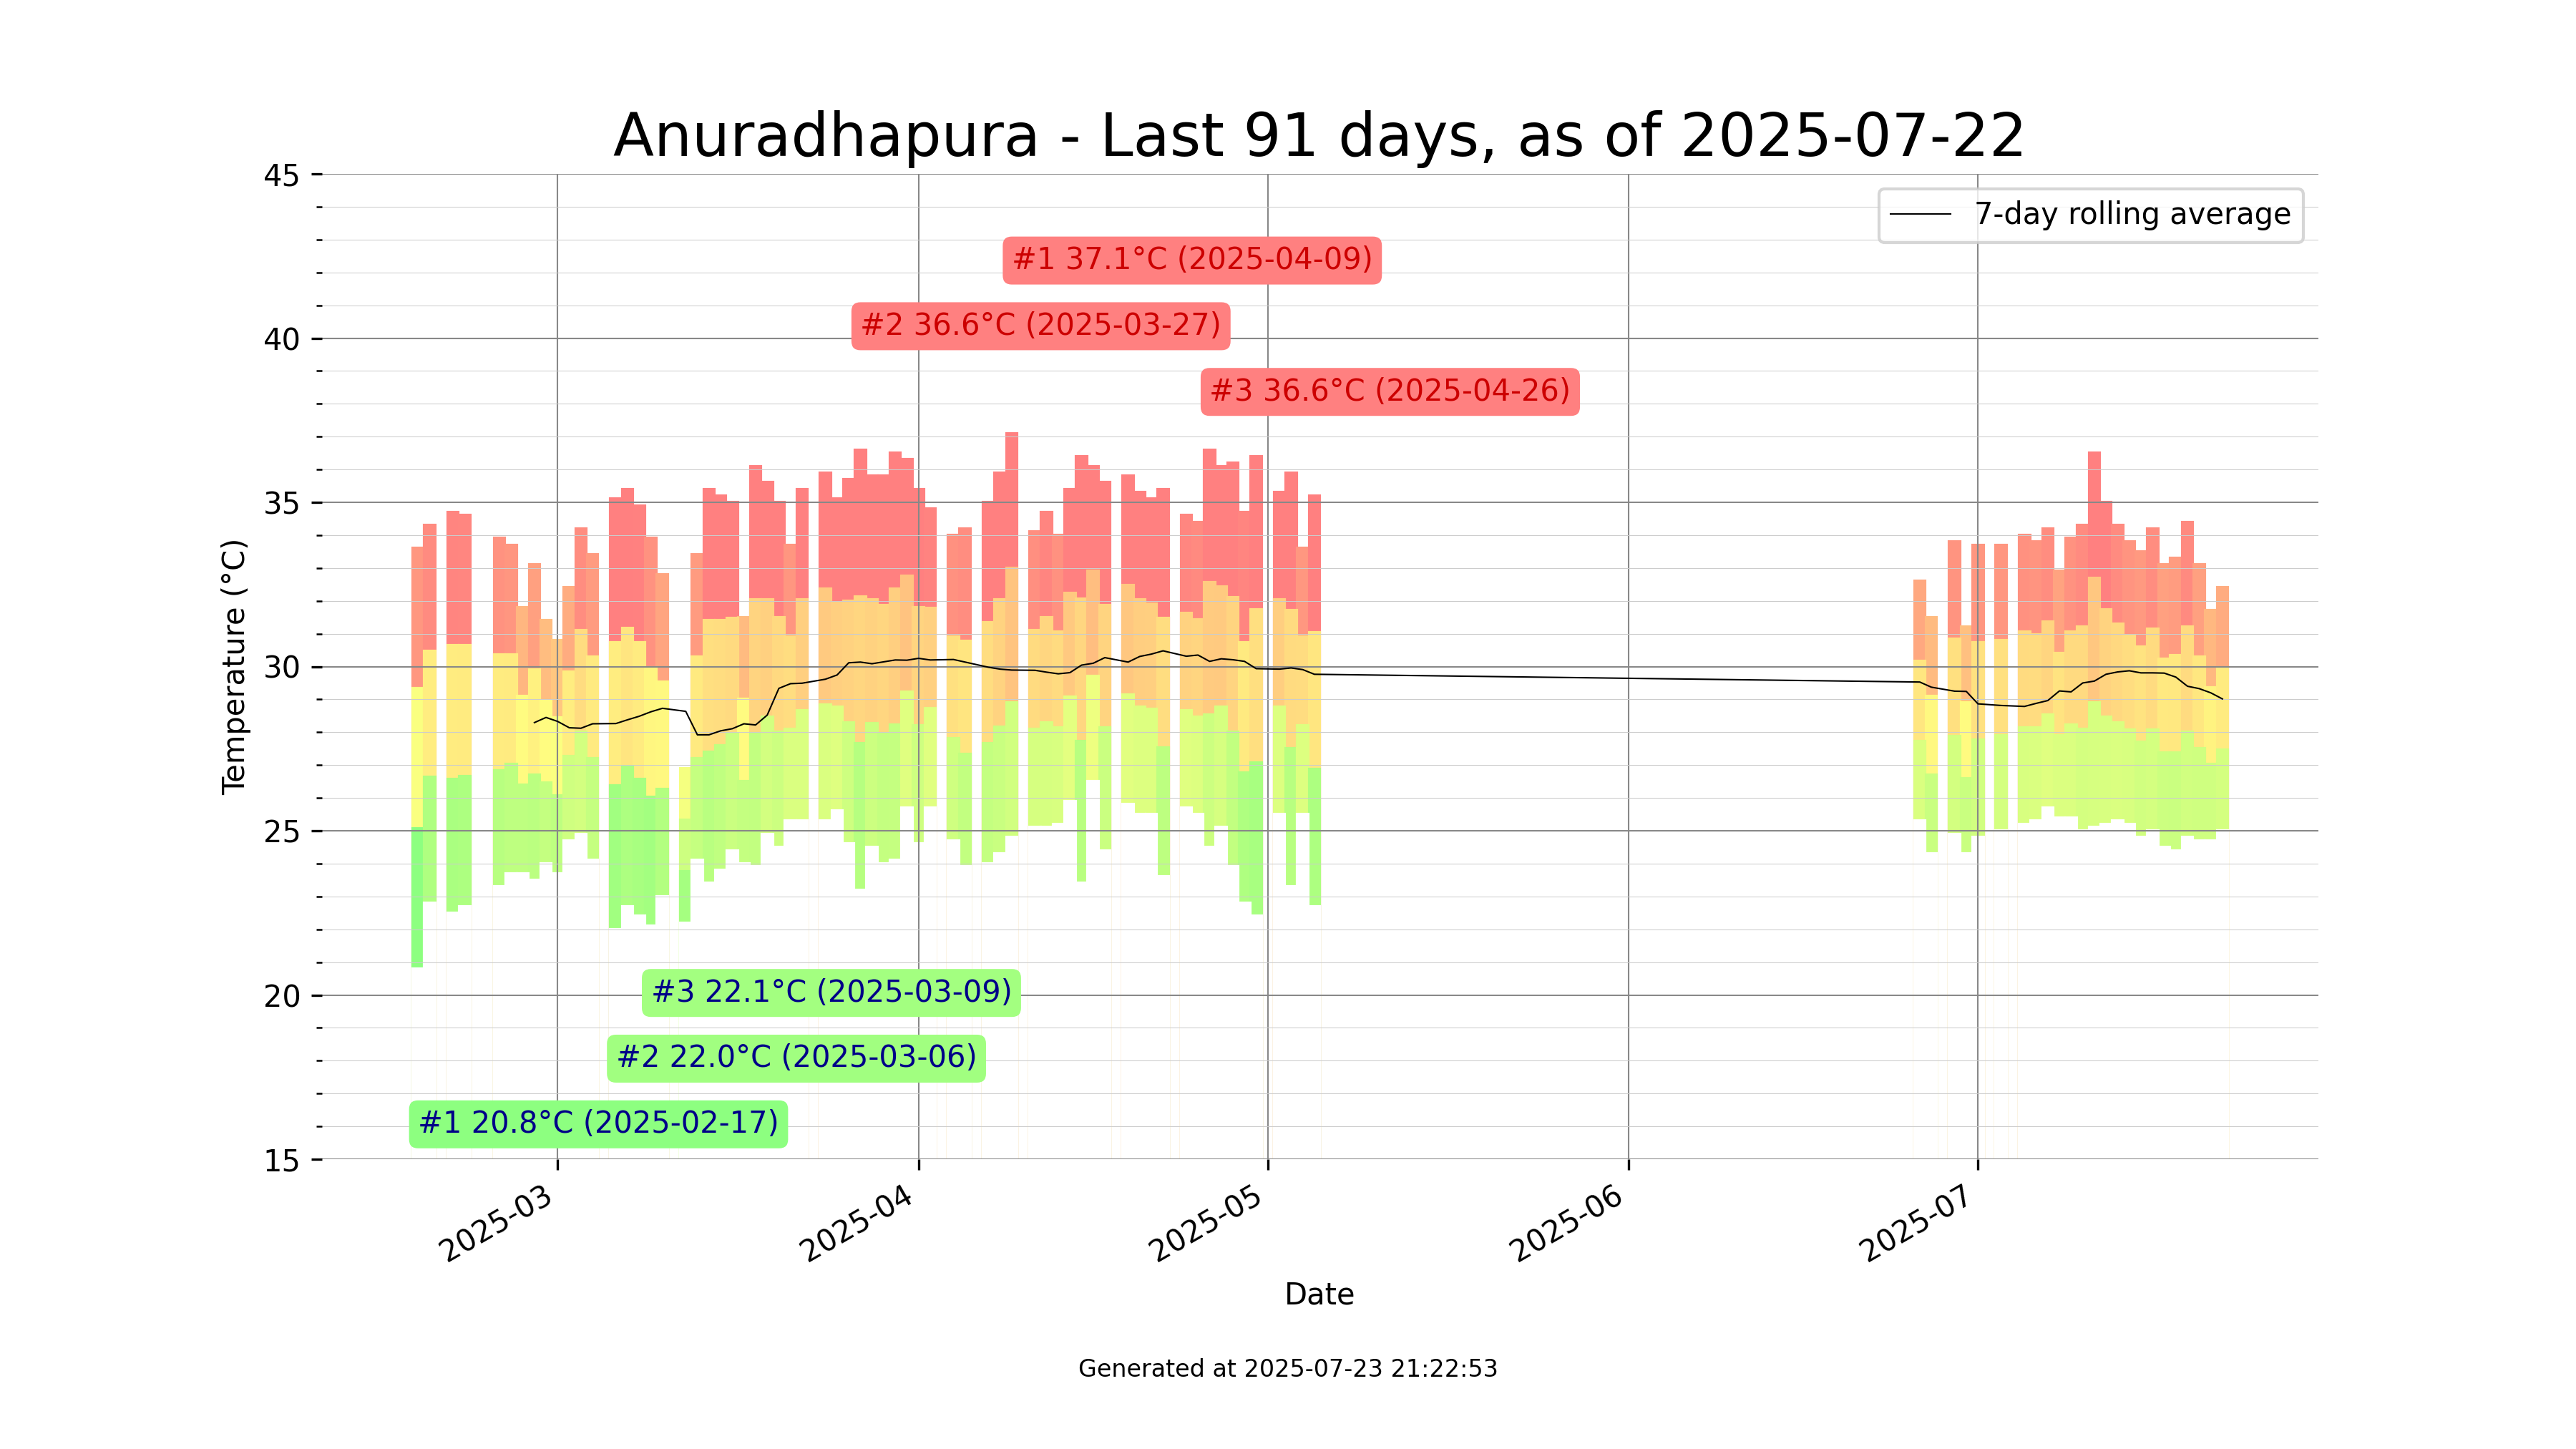 Anuradhapura - Last 91 days, as of 2025-07-22
45
40
35
30
25
20
15
Temperature (°C)
7-day rolling average
#1 37.1°C (2025-04-09)
#2 36.6°C (2025-03-27)
#3 36.6°C (2025-04-26)
#3 22.1°C (2025-03-09)
#2 22.0°C (2025-03-06)
#1 20.8°C (2025-02-17)
2025-03
2025-04
2025-05
2025-06
2025-07
Date
Generated at 2025-07-23 21:22:53